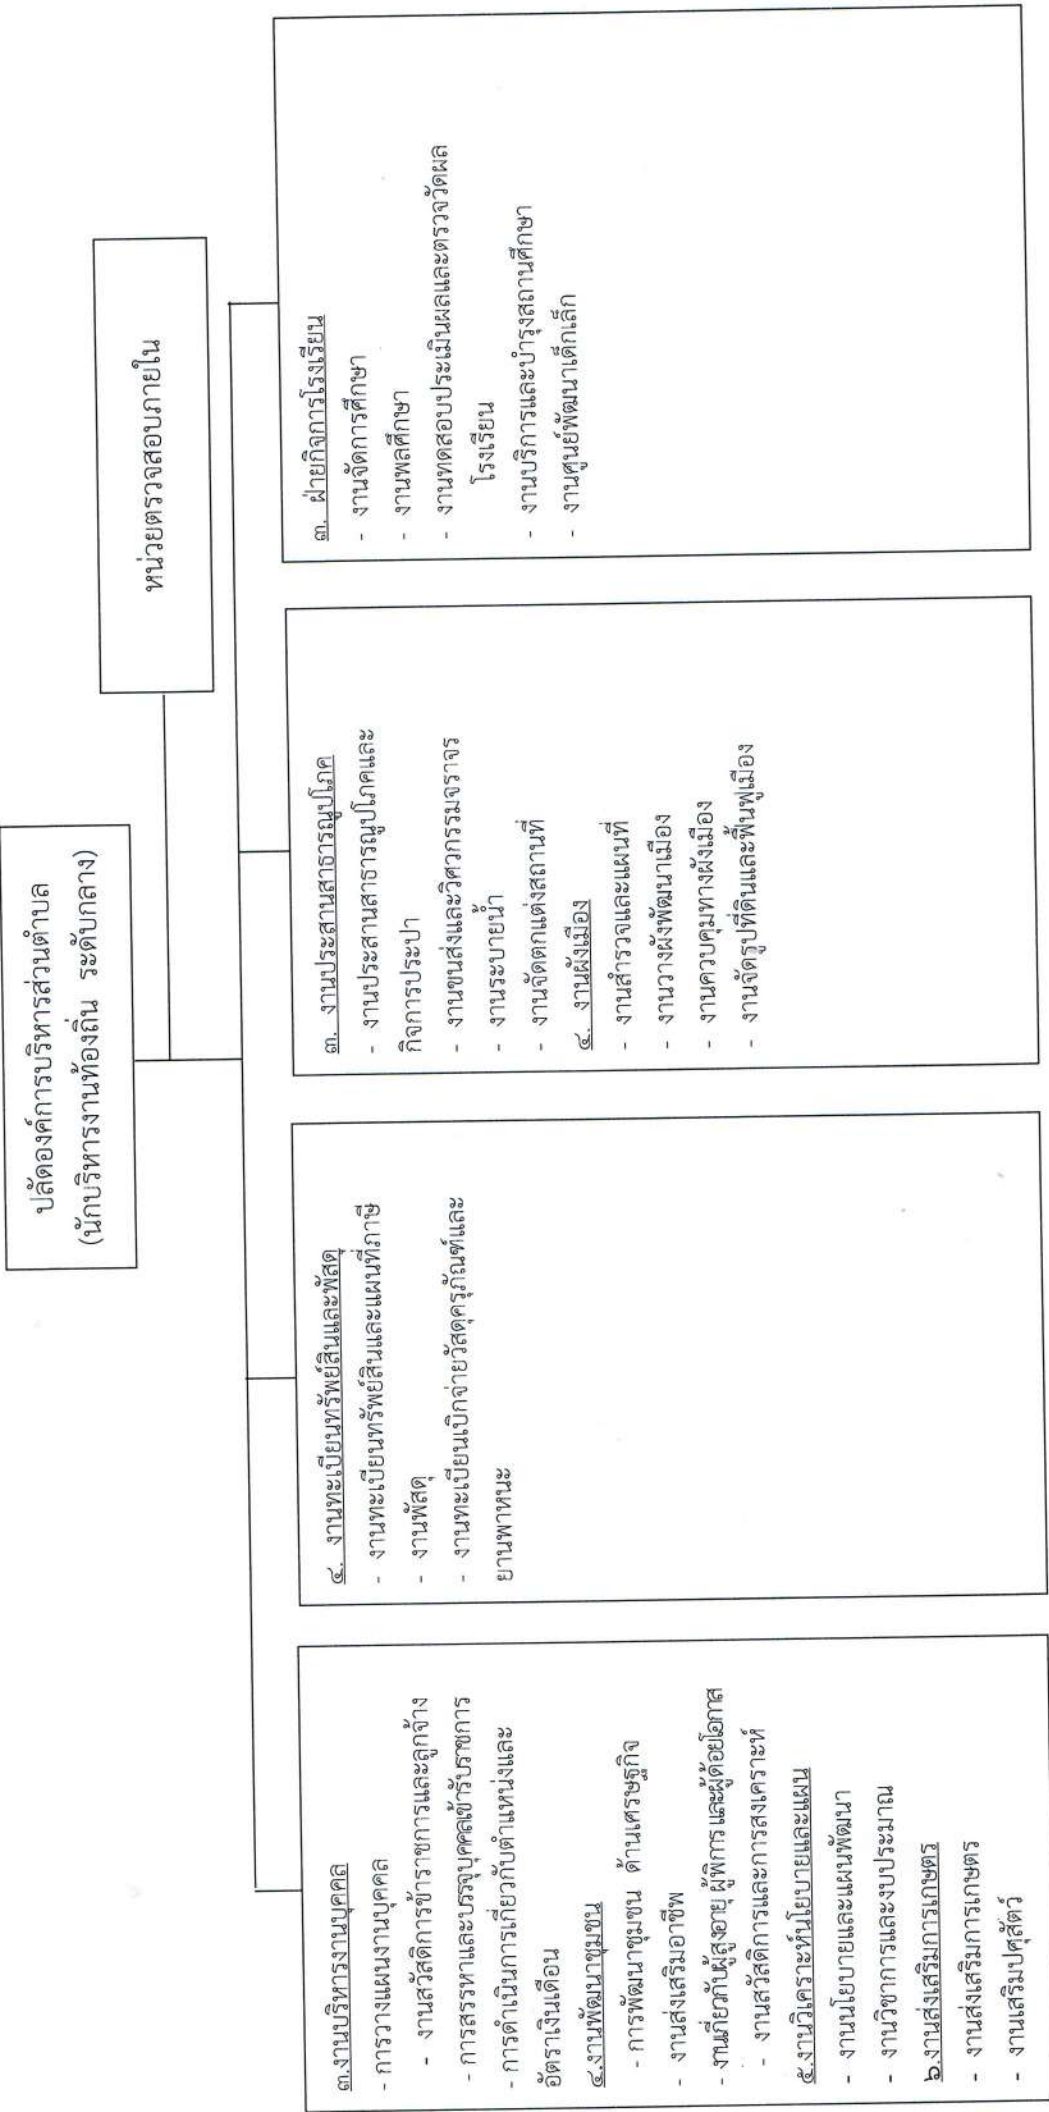 ปลัดองค์การบริหารส่วนตำบล
(นักบริหารงานท้องถิ่น ระดับกลาง)
หน่วยตรวจสอบภายใน
๓.งานบริหารงานบุคคล
- การวางแผนงานบุคคล
- งานสวัสดิการข้าราชการและลูกจ้าง
- การสรรหาและบรรจุบุคคลเข้ารับราชการ
- การดำเนินการเกี่ยวกับตำแหน่งและ
อัตราเงินเดือน
๔.งานพัฒนาชุมชน
- การพัฒนาชุมชน ด้านเศรษฐกิจ
- งานส่งเสริมอาชีพ
- งานเกี่ยวกับผู้สูงอายุ ผู้พิการ และผู้ด้อยโอกาส
- งานสวัสดิการและการสงเคราะห์
๕.งานวิเคราะห์นโยบายและแผน
- งานนโยบายและแผนพัฒนา
- งานวิชาการและงบประมาณ
๖.งานส่งเสริมการเกษตร
- งานส่งเสริมการเกษตร
- งานเสริมปศุสัตว์
๔. งานทะเบียนทรัพย์สินและพัสดุ
- งานทะเบียนทรัพย์สินและแผนที่ภาษี
- งานพัสดุ
- งานทะเบียนเบิกจ่ายวัสดุครุภัณฑ์และ
ยานพาหนะ
๓. งานประสานสาธารณูปโภค
- งานประสานสาธารณูปโภคและ
กิจการประปา
- งานขนส่งและวิศวกรรมจราจร
- งานระบายน้ำ
- งานจัดตกแต่งสถานที่
๔. งานผังเมือง
- งานสำรวจและแผนที่
- งานวางผังพัฒนาเมือง
- งานควบคุมทางผังเมือง
- งานจัดรูปที่ดินและฟื้นฟูเมือง
๓. ฝ่ายกิจการโรงเรียน
- งานจัดการศึกษา
- งานพลศึกษา
- งานทดสอบประเมินผลและตรวจวัดผล
โรงเรียน
- งานบริการและบำรุงสถานศึกษา
- งานศูนย์พัฒนาเด็กเล็ก